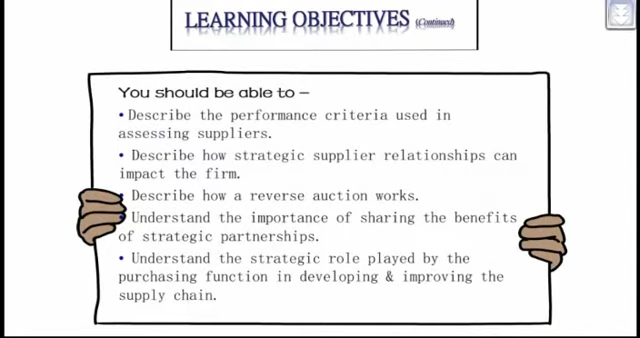 LEARNING OBJECTIVES (Continued)
You should be able to –
• Describe the performance criteria used in
assessing suppliers.
• Describe how strategic supplier relationships can
impact the firm.
• Describe how a reverse auction works.
• Understand the importance of sharing the benefits
of strategic partnerships.
• Understand the strategic role played by the
purchasing function in developing & improving the
supply chain.